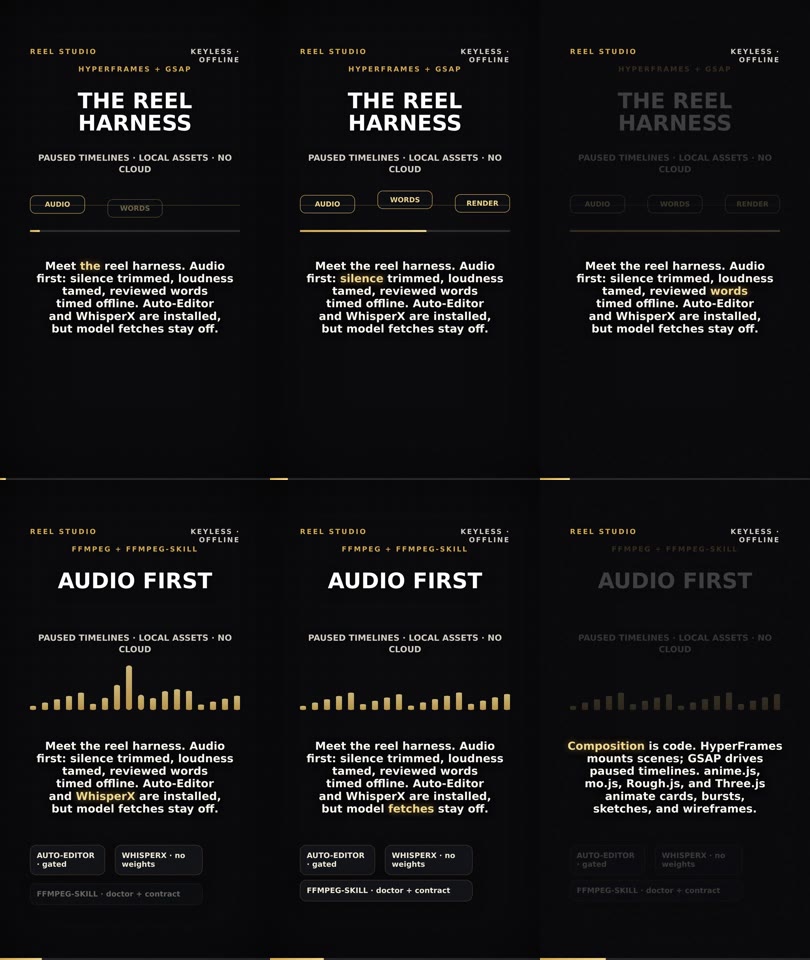 REEL STUDIO
KEYLESS ·
OFFLINE
HYPERFRAMES + GSAP
THE REEL
HARNESS
PAUSED TIMELINES · LOCAL ASSETS · NO
CLOUD
AUDIO
WORDS
Meet the reel harness. Audio
first: silence trimmed, loudness
tamed, reviewed words
timed offline. Auto-Editor
and WhisperX are installed,
but model fetches stay off.
REEL STUDIO
KEYLESS ·
OFFLINE
HYPERFRAMES + GSAP
THE REEL
HARNESS
PAUSED TIMELINES · LOCAL ASSETS · NO
CLOUD
AUDIO
WORDS
RENDER
Meet the reel harness. Audio
first: silence trimmed, loudness
tamed, reviewed words
timed offline. Auto-Editor
and WhisperX are installed,
but model fetches stay off.
REEL STUDIO
KEYLESS ·
OFFLINE
HYPERFRAMES + GSAP
THE REEL
HARNESS
PAUSED TIMELINES · LOCAL ASSETS · NO
CLOUD
AUDIO
WORDS
RENDER
Meet the reel harness. Audio
first: silence trimmed, loudness
tamed, reviewed words
timed offline. Auto-Editor
and WhisperX are installed,
but model fetches stay off.
REEL STUDIO
KEYLESS ·
OFFLINE
FFMPEG + FFMPEG-SKILL
AUDIO FIRST
PAUSED TIMELINES · LOCAL ASSETS · NO
CLOUD
Meet the reel harness. Audio
first: silence trimmed, loudness
tamed, reviewed words
timed offline. Auto-Editor
and WhisperX are installed,
but model fetches stay off.
AUTO-EDITOR
· gated
WHISPERX · no
weights
FFMPEG-SKILL · doctor + contract
REEL STUDIO
KEYLESS ·
OFFLINE
FFMPEG + FFMPEG-SKILL
AUDIO FIRST
PAUSED TIMELINES · LOCAL ASSETS · NO
CLOUD
Meet the reel harness. Audio
first: silence trimmed, loudness
tamed, reviewed words
timed offline. Auto-Editor
and WhisperX are installed,
but model fetches stay off.
AUTO-EDITOR
· gated
WHISPERX · no
weights
FFMPEG-SKILL · doctor + contract
REEL STUDIO
KEYLESS ·
OFFLINE
FFMPEG + FFMPEG-SKILL
AUDIO FIRST
PAUSED TIMELINES · LOCAL ASSETS · NO
CLOUD
Composition is code. HyperFrames
mounts scenes; GSAP drives
paused timelines. anime.js,
mo.js, Rough.js, and Three.js
animate cards, bursts,
sketches, and wireframes.
AUTO-EDITOR
· gated
WHISPERX · no
weights
FFMPEG-SKILL · doctor + contract